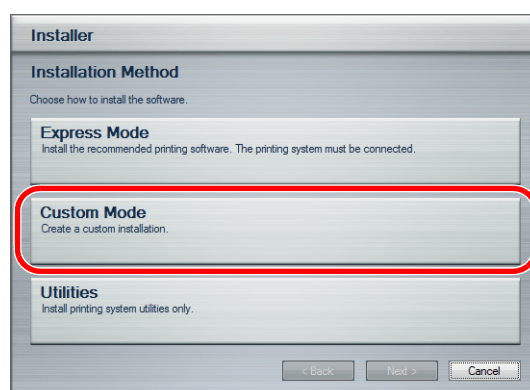 Installer
Installation Method
Choose how to install the software.
Express Mode
Install the recommended printing software. The printing system must be connected.
Custom Mode
Create a custom installation.
Utilities
Install printing system utilities only.
< Back Next > Cancel